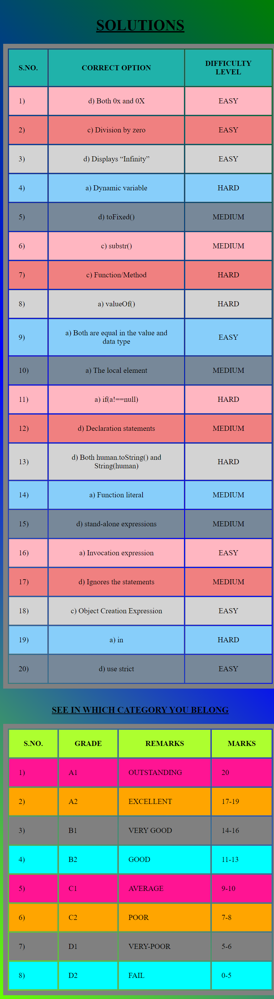 SOLUTIONS
S.NO. CORRECT OPTION DIFFICULTY
LEVEL
1) d) Both 0x and 0X EASY
2) c) Division by zero EASY
3) d) Displays “Infinity” EASY
4) a) Dynamic variable HARD
5) d) toFixed() MEDIUM
6) c) substr() MEDIUM
7) c) Function/Method HARD
8) a) valueOf() HARD
9) a) Both are equal in the value and
data type EASY
10) a) The local element MEDIUM
11) a) if(a!==null) HARD
12) d) Declaration statements MEDIUM
13) d) Both human.toString() and
String(human) HARD
14) a) Function literal MEDIUM
15) d) stand-alone expressions MEDIUM
16) a) Invocation expression EASY
17) d) Ignores the statements MEDIUM
18) c) Object Creation Expression EASY
19) a) in HARD
20) d) use strict EASY
SEE IN WHICH CATEGORY YOU BELONG
S.NO. GRADE REMARKS MARKS
1) A1 OUTSTANDING 20
2) A2 EXCELLENT 17-19
3) B1 VERY GOOD 14-16
4) B2 GOOD 11-13
5) C1 AVERAGE 9-10
6) C2 POOR 7-8
7) D1 VERY-POOR 5-6
8) D2 FAIL 0-5